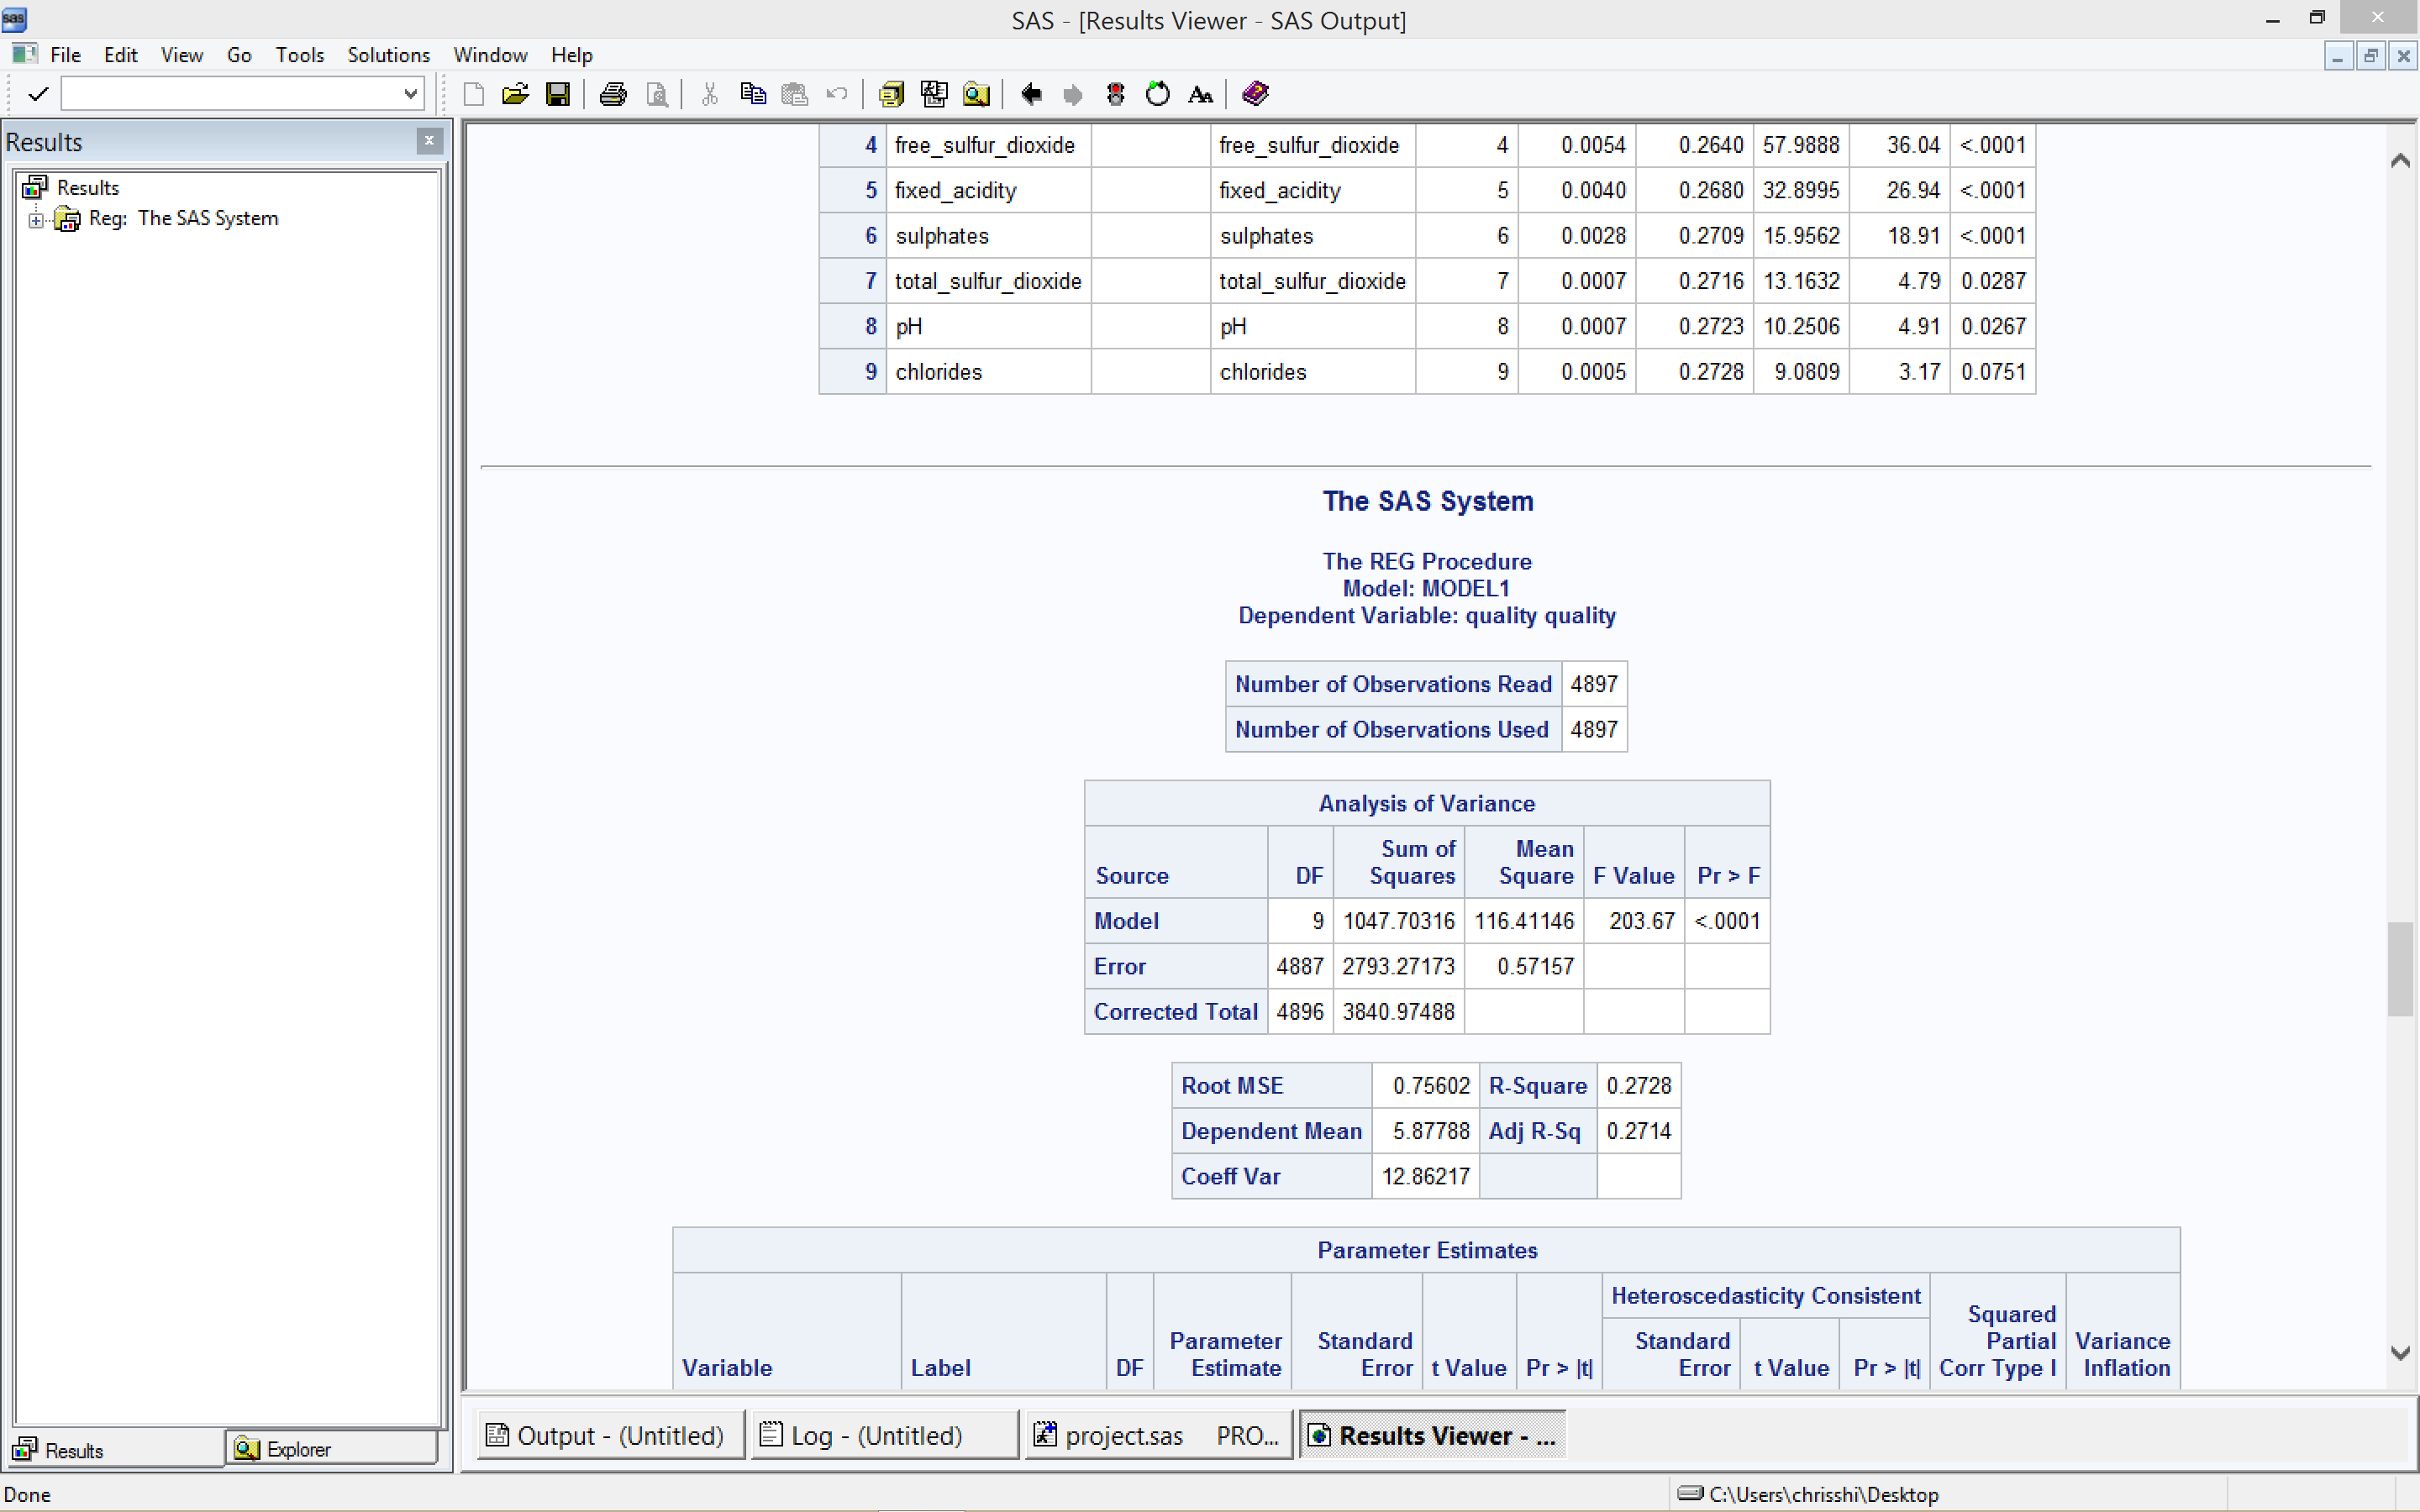 SAS - [Results Viewer - SAS Output]
File Edit View Go Tools Solutions Window Help
Results
Results
Reg: The SAS System
4 free_sulfur_dioxide free_sulfur_dioxide 4 0.0054 0.2640 57.9888 36.04 <.0001
5 fixed_acidity fixed_acidity 5 0.0040 0.2680 32.8995 26.94 <.0001
6 sulphates sulphates 6 0.0028 0.2709 15.9562 18.91 <.0001
7 total_sulfur_dioxide total_sulfur_dioxide 7 0.0007 0.2716 13.1632 4.79 0.0287
8 pH pH 8 0.0007 0.2723 10.2506 4.91 0.0267
9 chlorides chlorides 9 0.0005 0.2728 9.0809 3.17 0.0751
The SAS System
The REG Procedure
Model: MODEL1
Dependent Variable: quality quality
Number of Observations Read 4897
Number of Observations Used 4897
Analysis of Variance
Source DF Sum of Squares Mean Square F Value Pr > F
Model 9 1047.70316 116.41146 203.67 <.0001
Error 4887 2793.27173 0.57157
Corrected Total 4896 3840.97488
Root MSE 0.75602 R-Square 0.2728
Dependent Mean 5.87788 Adj R-Sq 0.2714
Coeff Var 12.86217
Parameter Estimates
Heteroscedasticity Consistent
Variable Label DF Parameter Estimate Standard Error t Value Pr > |t| Standard Error t Value Pr > |t| Squared Partial Corr Type I Variance Inflation
Results Explorer
Output - (Untitled) Log - (Untitled) project.sas PRO... Results Viewer - ...
Done C:\Users\chrisshi\Desktop